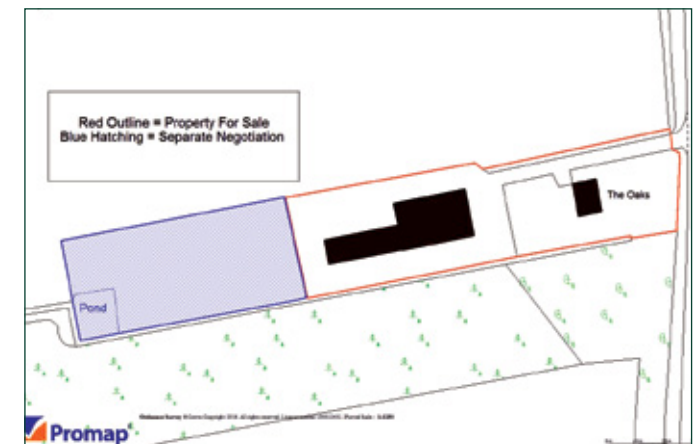 Red Outline = Property For Sale
Blue Hatching = Separate Negotiation
The Oaks
Pond
Promap